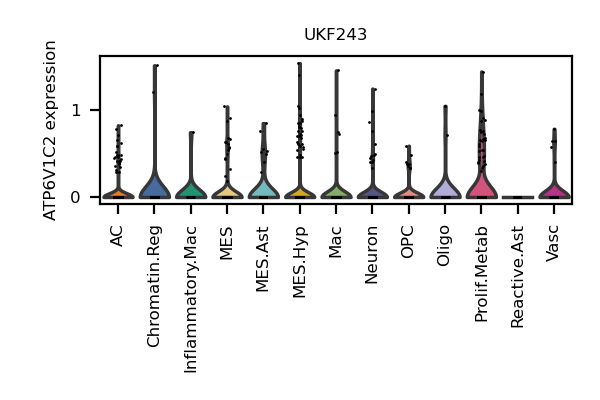 UKF243
ATP6V1C2 expression
1
0
AC
Chromatin.Reg
Inflammatory.Mac
MES
MES.Ast
MES.Hyp
Mac
Neuron
OPC
Oligo
Prolif.Metab
Reactive.Ast
Vasc